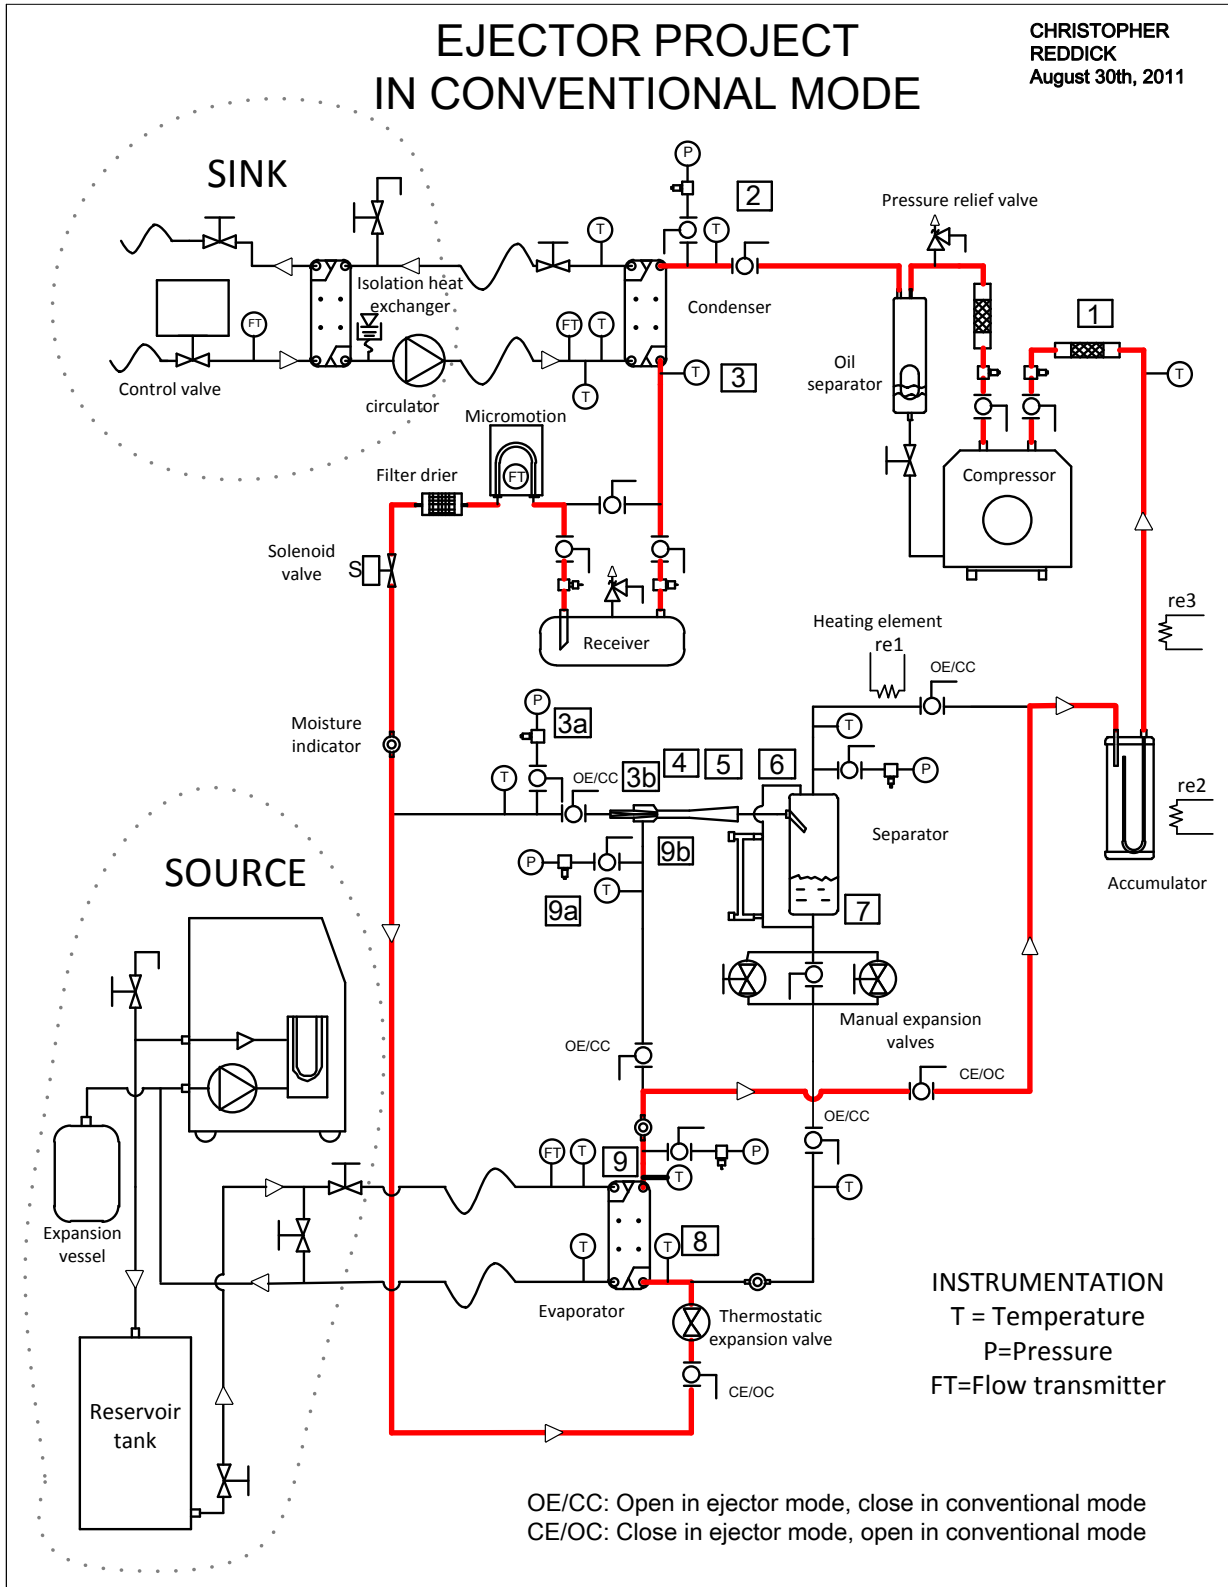 EJECTOR PROJECT
IN CONVENTIONAL MODE
CHRISTOPHER
REDDICK
August 30th, 2011
SINK
P
2
Pressure relief valve
T
T
Isolation heat
exchanger
Condenser
1
FT
FT
T
Control valve
circulator
T
T
3
Oil
separator
T
Micromotion
FT
Filter drier
Compressor
Solenoid
valve
S
Receiver
Heating element
re1
re3
OE/CC
P
3a
Moisture
indicator
T
T
OE/CC
3b
4
5
6
P
re2
Separator
P
9b
T
9a
7
Accumulator
SOURCE
Manual expansion
valves
OE/CC
CE/OC
OE/CC
FT
T
9
P
T
T
Expansion
vessel
T
T
8
Evaporator
Thermostatic
expansion valve
CE/OC
INSTRUMENTATION
T = Temperature
P=Pressure
FT=Flow transmitter
Reservoir
tank
OE/CC: Open in ejector mode, close in conventional mode
CE/OC: Close in ejector mode, open in conventional mode